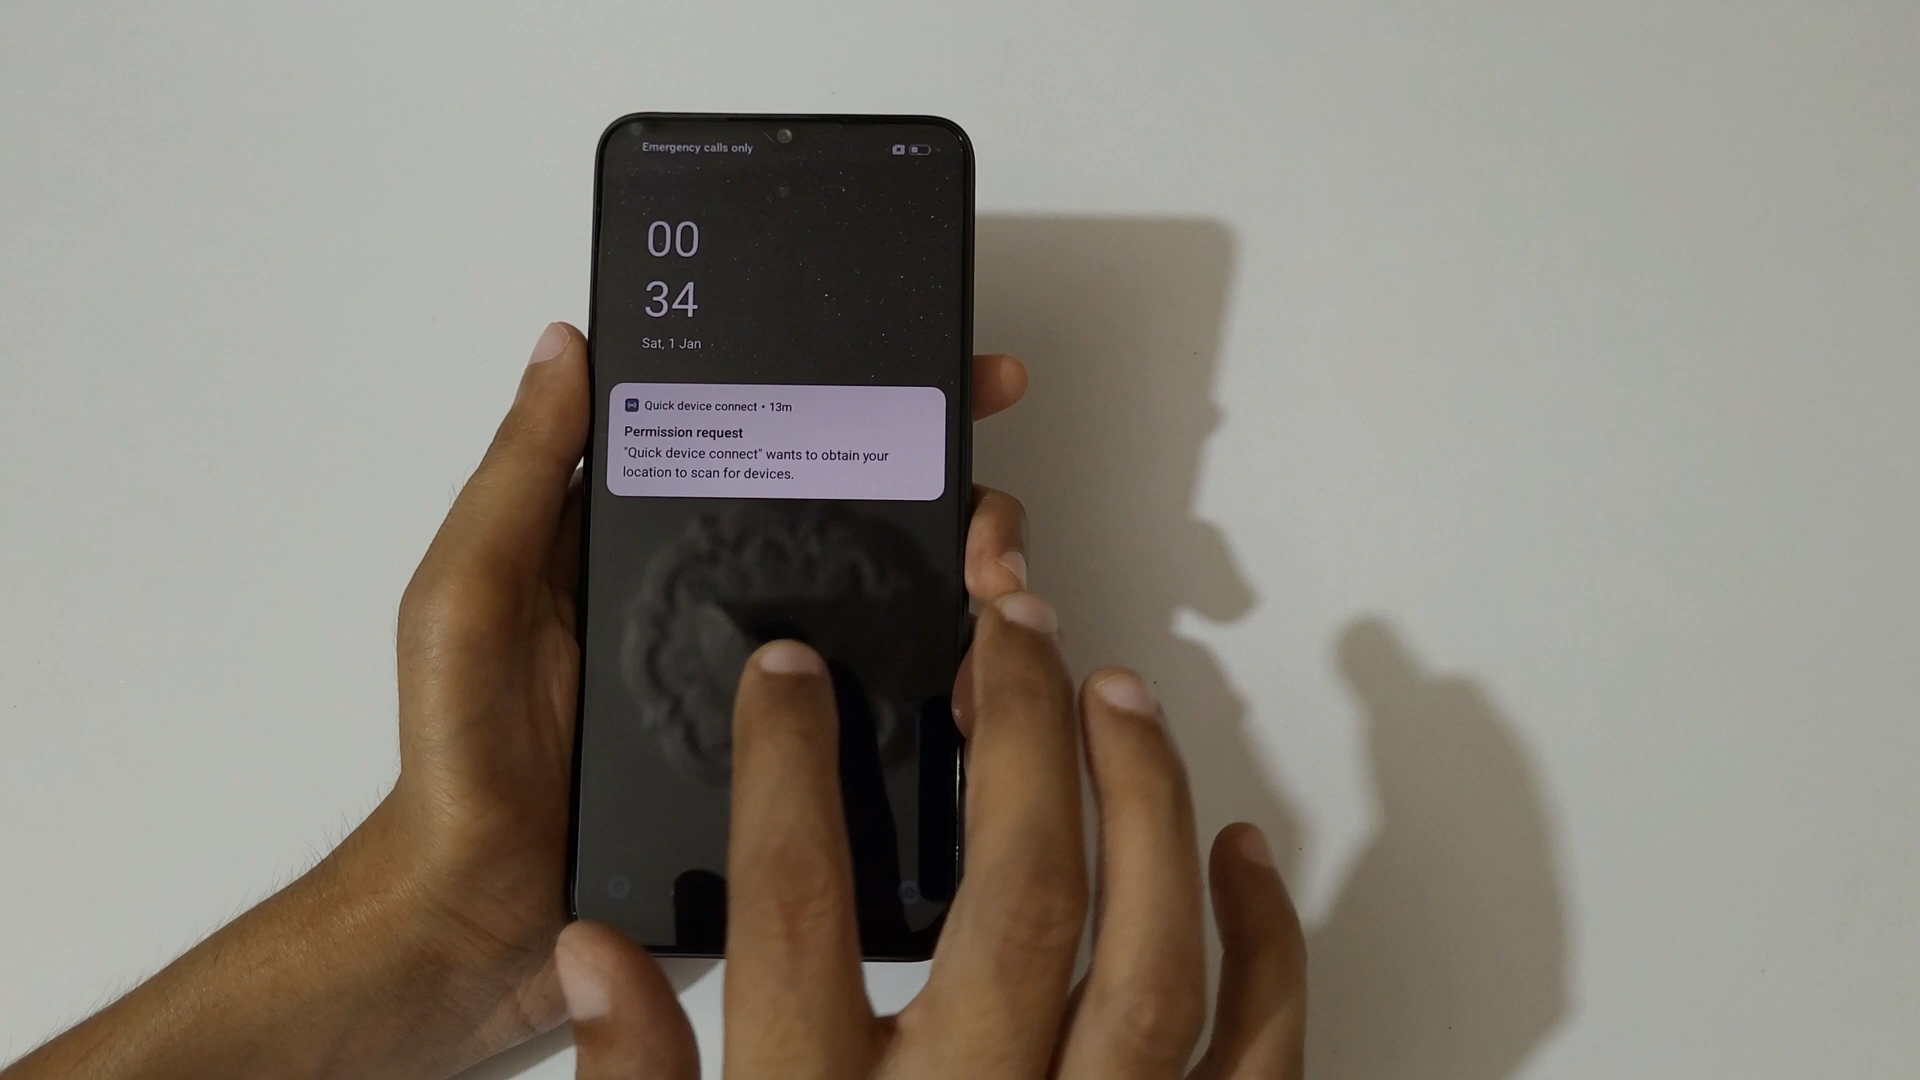 Emergency calls only
00
34
Sat, 1 Jan
Quick device connect • 13m
Permission request
"Quick device connect" wants to obtain your
location to scan for devices.